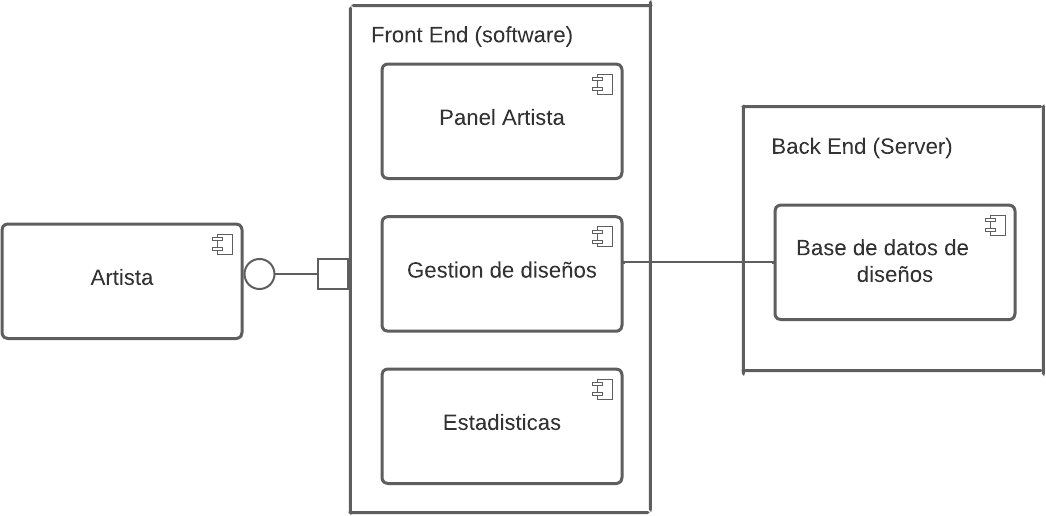 Front End (software)
Panel Artista
Back End (Server)
Artista
Gestion de diseños
Base de datos de
diseños
Estadisticas